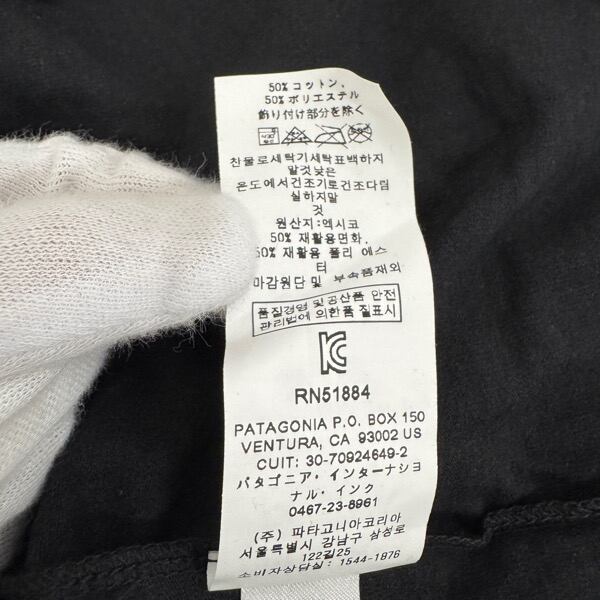 50% コットン.
50% ポリエステル
飾り付け部分を除く
찬물로세탁기세탁표백하지
말것낮은
온도에서건조기토건조다림
실하지말
것
원산지:엑시코
50% 재활용면화.
50% 재활용 폴리 에스
터
마감원단 및 부속품재외
품질경영 및공산품 안전
관리법에 의한품 질표시
RN51884
PATAGONIA P.O. BOX 150
VENTURA, CA 93002 US
CUIT: 30-70924649-2
パタゴニア・インターナショ
ナル・インク
0467-23-8961
(주) 파타고니아코리아
서울특별시 강남구 삼성로
122길25
소비자상담실: 1544-1876